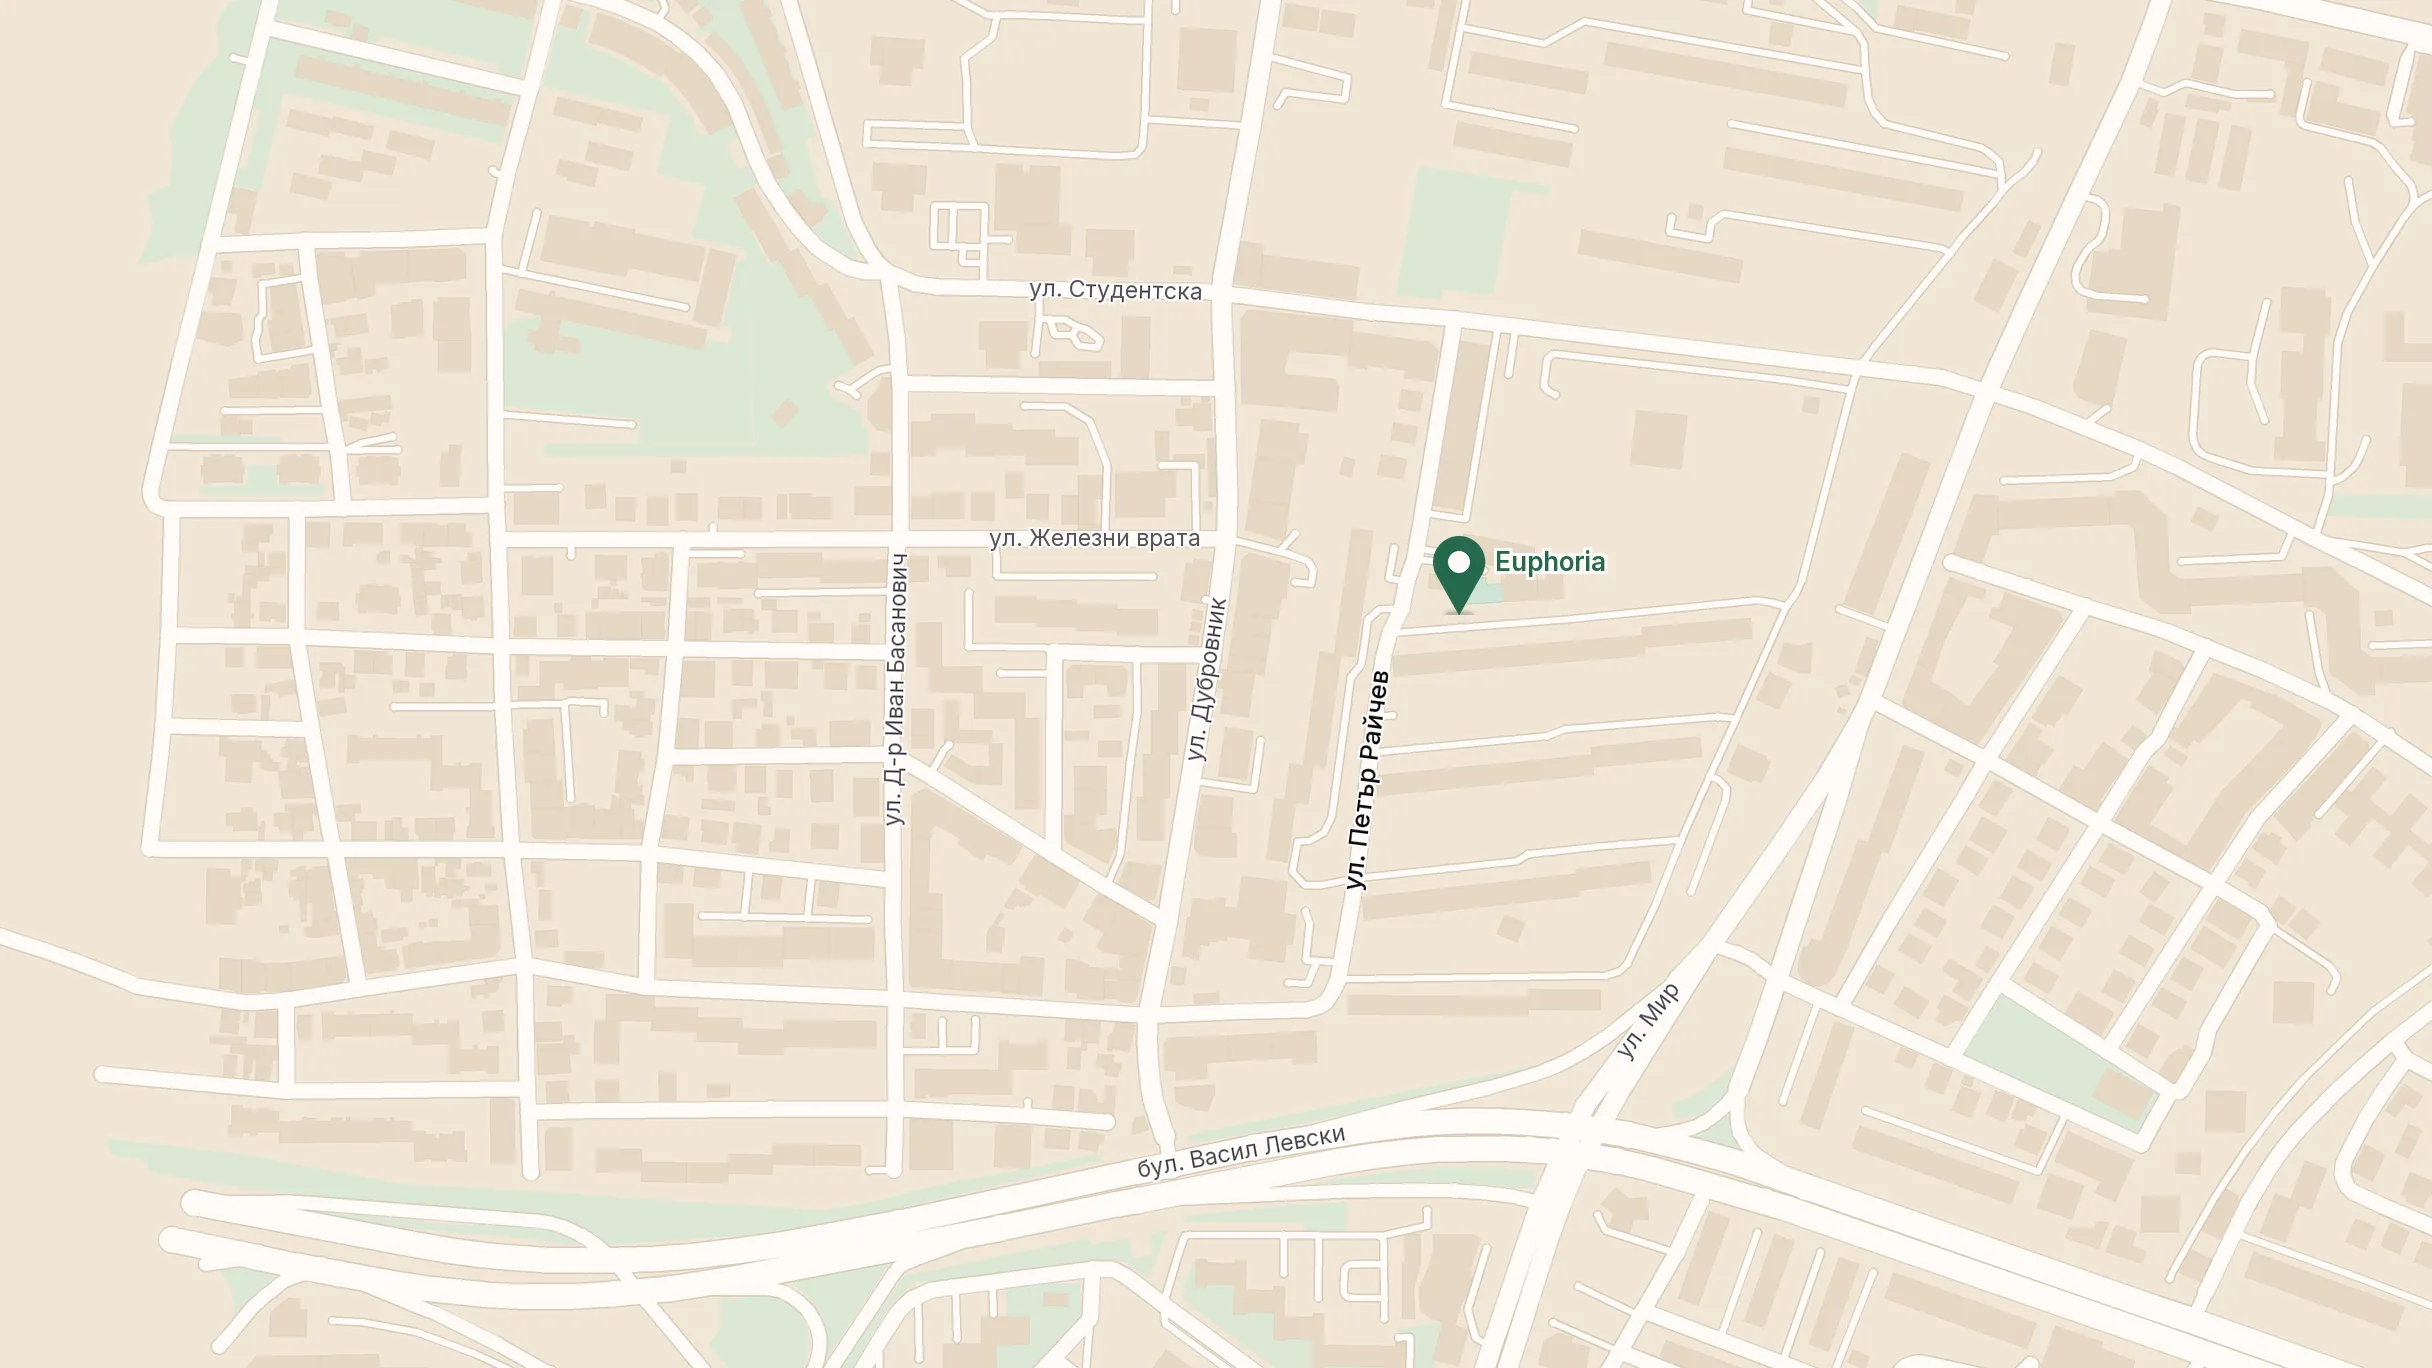 ул. Студентска
ул. Железни врата
Euphoria
ул. Д-р Иван Басанович
ул. Дубровник
ул. Петър Райчев
ул. Мир
бул. Васил Левски